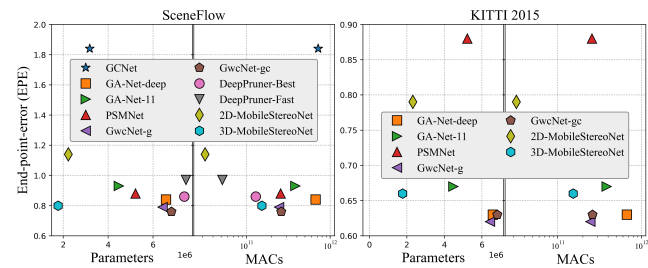 SceneFlow
KITTI 2015
End-point-error (EPE)
2.0
1.8
1.6
1.4
1.2
1.0
0.8
0.6
GCNet
GA-Net-deep
GA-Net-11
PSMNet
GwcNet-g
GwcNet-gc
DeepPruner-Best
DeepPruner-Fast
2D-MobileStereoNet
3D-MobileStereoNet
2 4 6
1e6
10¹¹ 10¹²
Parameters
MACs
0.90
0.85
0.80
0.75
0.70
0.65
0.60
GA-Net-deep
GA-Net-11
PSMNet
GwcNet-g
GwcNet-gc
2D-MobileStereoNet
3D-MobileStereoNet
0 2 4 6
1e6
10¹¹ 10¹²
Parameters
MACs